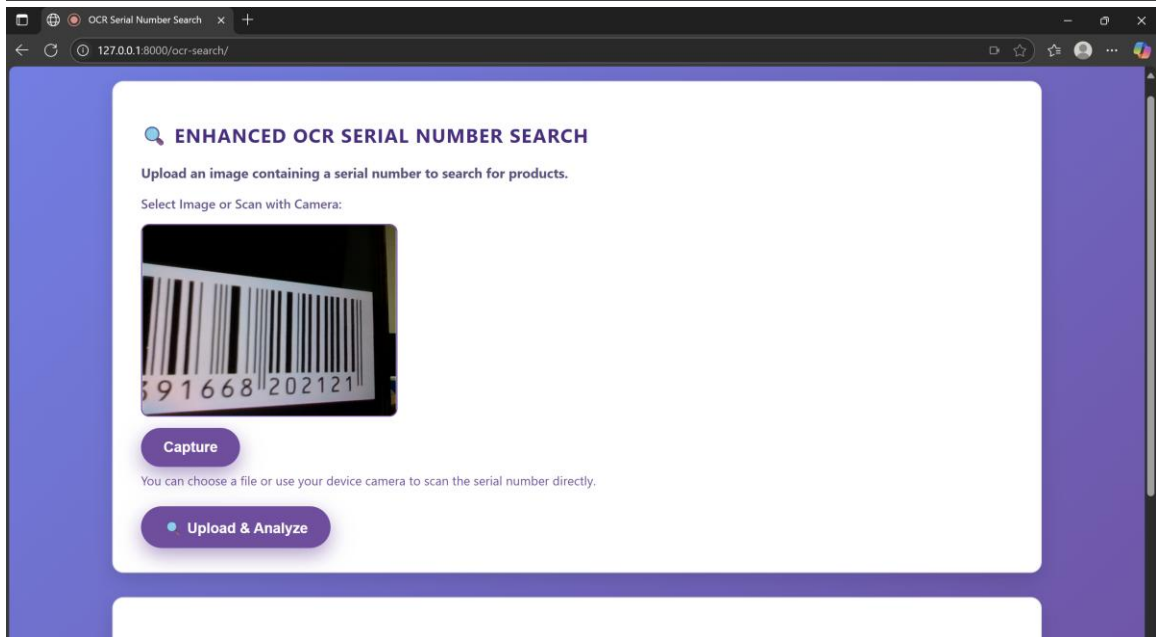 OCR Serial Number Search
127.0.0.1:8000/ocr-search/
ENHANCED OCR SERIAL NUMBER SEARCH
Upload an image containing a serial number to search for products.
Select Image or Scan with Camera:
391668 202121
Capture
You can choose a file or use your device camera to scan the serial number directly.
Upload & Analyze